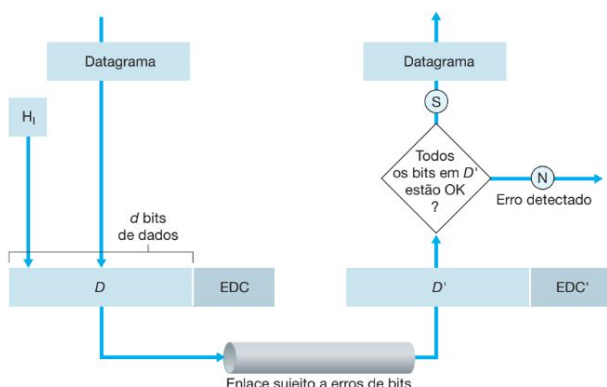 Datagrama
Datagrama
H_I
S
Todos
os bits em D'
estão OK
?
N
Erro detectado
d bits
de dados
D
EDC
D'
EDC'
Enlace sujeito a erros de bits